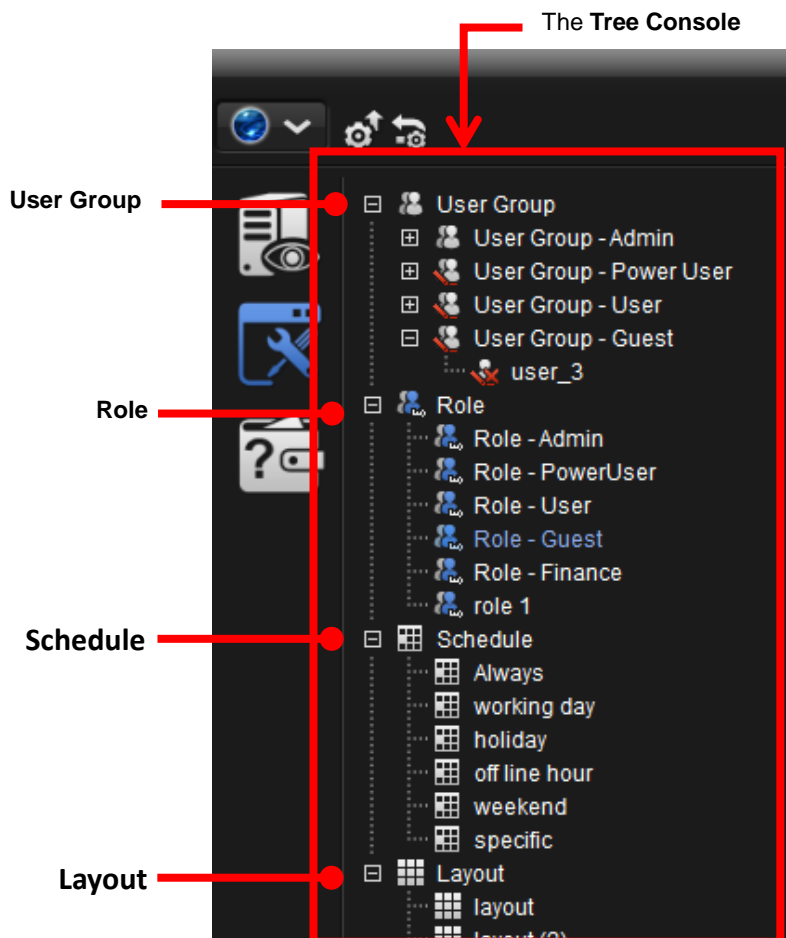 The Tree Console
User Group
User Group
User Group - Admin
User Group - Power User
User Group - User
User Group - Guest
user_3
Role
Role
Role - Admin
Role - PowerUser
Role - User
Role - Guest
Role - Finance
role 1
Schedule
Schedule
Always
working day
holiday
off line hour
weekend
specific
Layout
Layout
layout
layout (2)